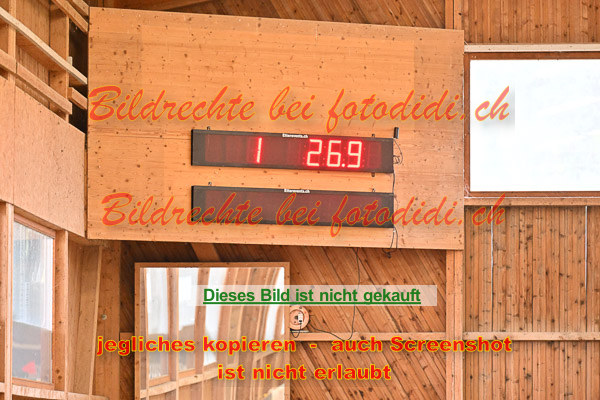 Bildrechte bei fotodidi.ch
1 26.9
Bildrechte bei fotodidi.ch
Dieses Bild ist nicht gekauft
jegliches kopieren - auch Screenshot
ist nicht erlaubt